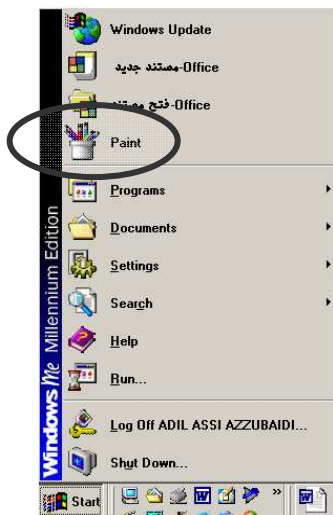 Windows Update
Office-مستند جديد
Office-فتح مستند
Paint
Programs
Documents
Settings
Search
Help
Run...
Log Off ADIL ASSI AZZUBAIDI...
Shut Down...
Windows Me Millennium Edition
Start
»